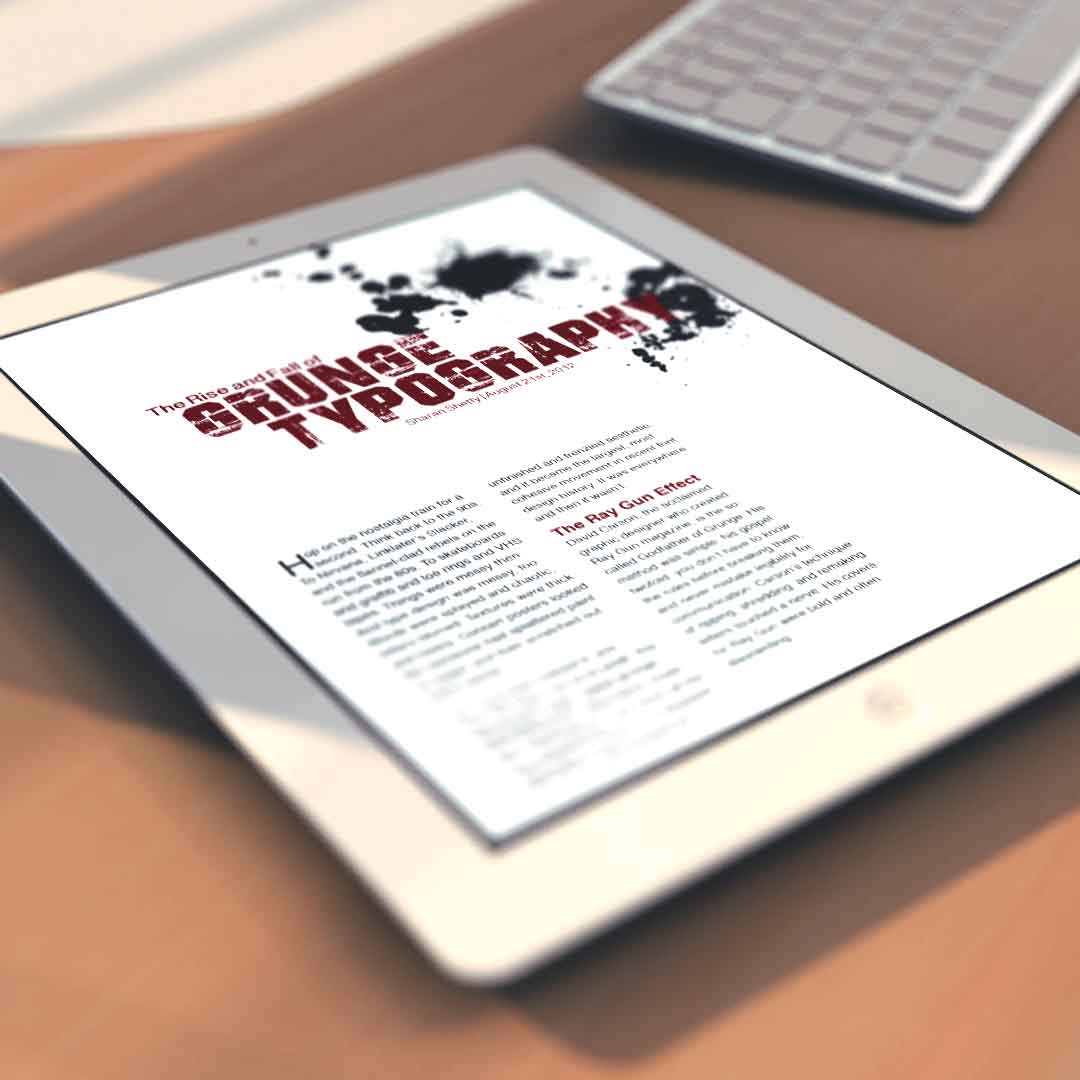 The Rise and Fall of
GRUNGE
TYPOGRAPHY
Sharan Shetty | August 21st, 2012
Hop on the nostalgia train for a
second. Think back to the 90s.
To Nirvana, Linklater's Slacker,
and the flannel-clad rebels on the
run from the 80s. To skateboards
and graffiti and toe rings and VHS
tapes. Things were messy then
And type design was messy, too
Words were splayed and chaotic,
letters blurred. Textures were thick
Concert posters looked
someone had splattered paint
and then scratched out
unfinished and frenzied aesthetic.
and it became the largest, most
cohesive movement in recent font
design history. It was everywhere
and then it wasn't.
The Ray Gun Effect
David Carson, the acclaimed
graphic designer who created
Ray Gun magazine, is the so
called Godfather of Grunge. His
method was simple, his gospel
twofold: you don't have to know
the rules before breaking them,
and never mistake legibility for
communication. Carson's technique
of ripping, shredding and remaking
letters touched a nerve. His covers
for Ray Gun were bold and often
disorienting